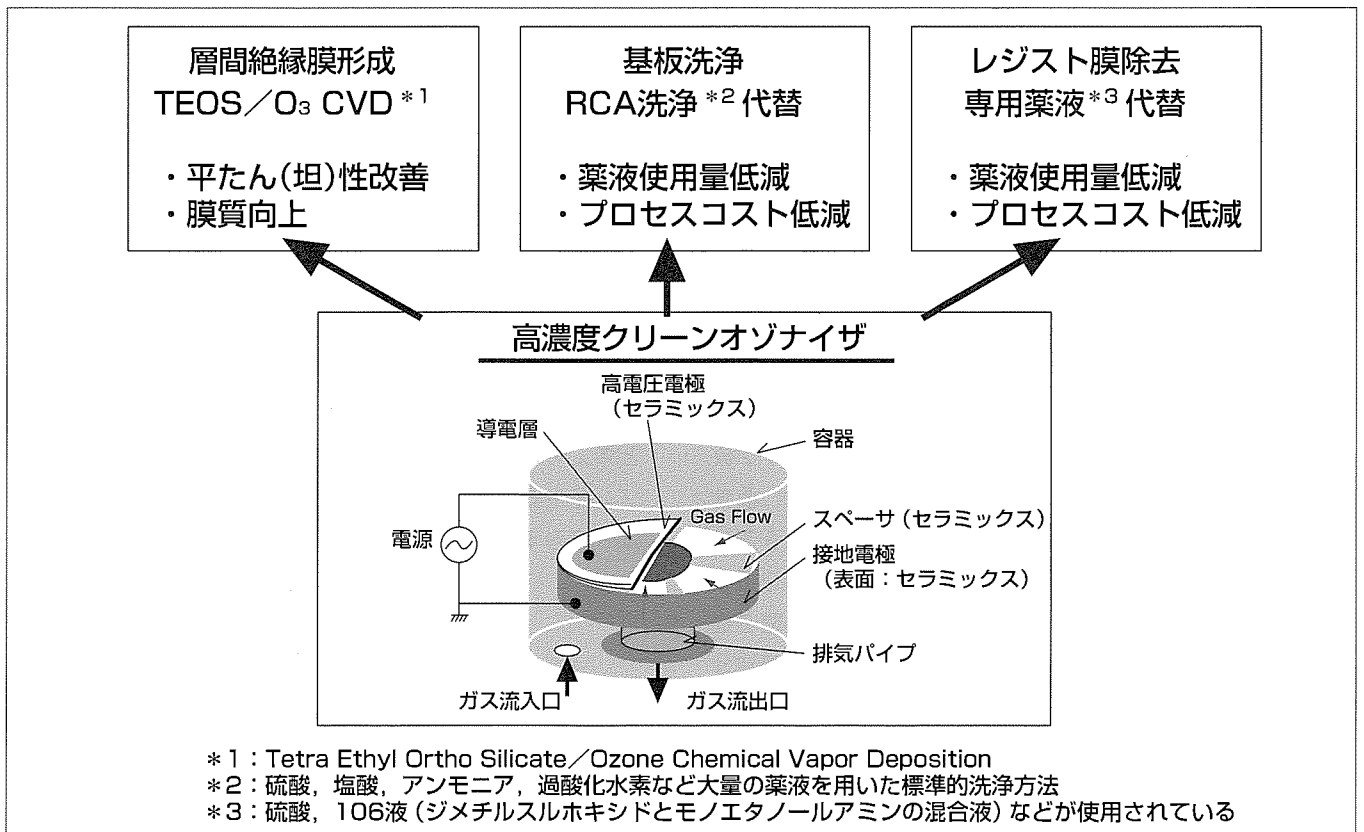 層間絶縁膜形成
TEOS／O₃ CVD *1
・平たん(坦)性改善
・膜質向上
基板洗浄
RCA洗浄 *2 代替
・薬液使用量低減
・プロセスコスト低減
レジスト膜除去
専用薬液 *3 代替
・薬液使用量低減
・プロセスコスト低減
高濃度クリーンオゾナイザ
高電圧電極
（セラミックス）
導電層
容器
Gas Flow
スペーサ（セラミックス）
電源
接地電極
（表面：セラミックス）
排気パイプ
ガス流入口
ガス流出口
*1：Tetra Ethyl Ortho Silicate／Ozone Chemical Vapor Deposition
*2：硫酸，塩酸，アンモニア，過酸化水素など大量の薬液を用いた標準的洗浄方法
*3：硫酸，106液（ジメチルスルホキシドとモノエタノールアミンの混合液）などが使用されている